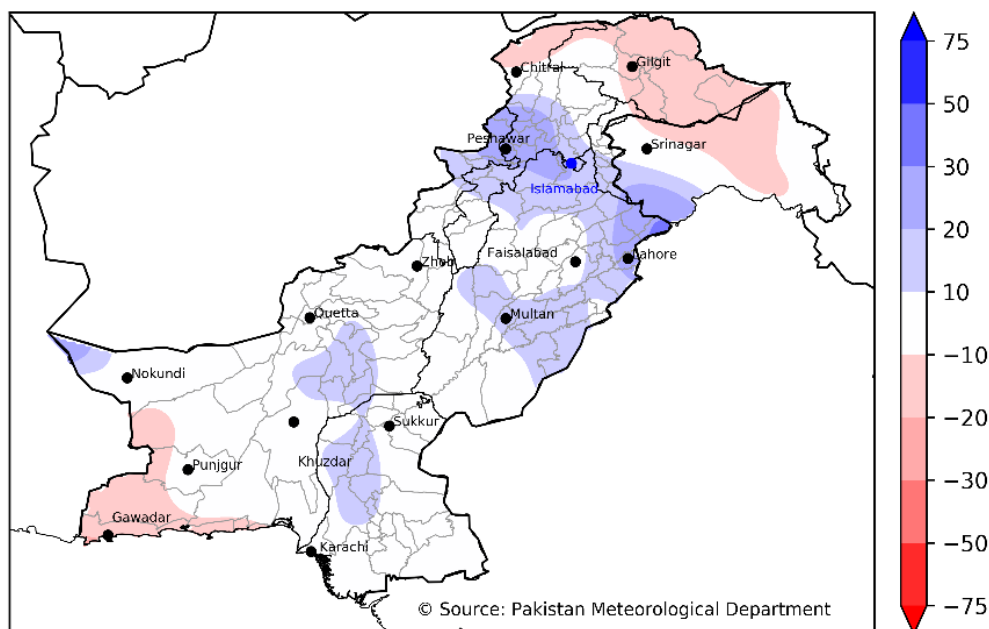 Chitral
Gilgit
Peshawar
Srinagar
Islamabad
Zhob
Faisalabad
Lahore
Quetta
Multan
Nokundi
Sukkur
Khuzdar
Punjgur
Gawadar
Karachi
© Source: Pakistan Meteorological Department
75
50
30
20
10
−10
−20
−30
−50
−75